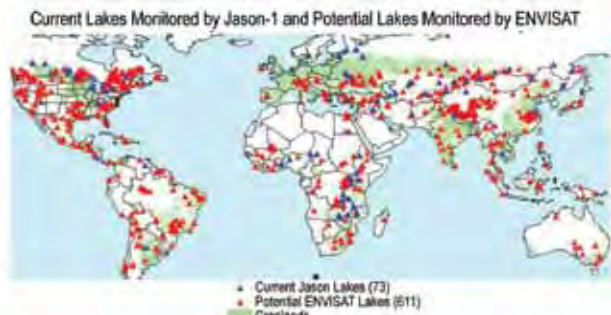 Current Lakes Monitored by Jason-1 and Potential Lakes Monitored by ENVISAT
Current Jason Lakes (73)
Potential ENVISAT Lakes (611)
Croplands